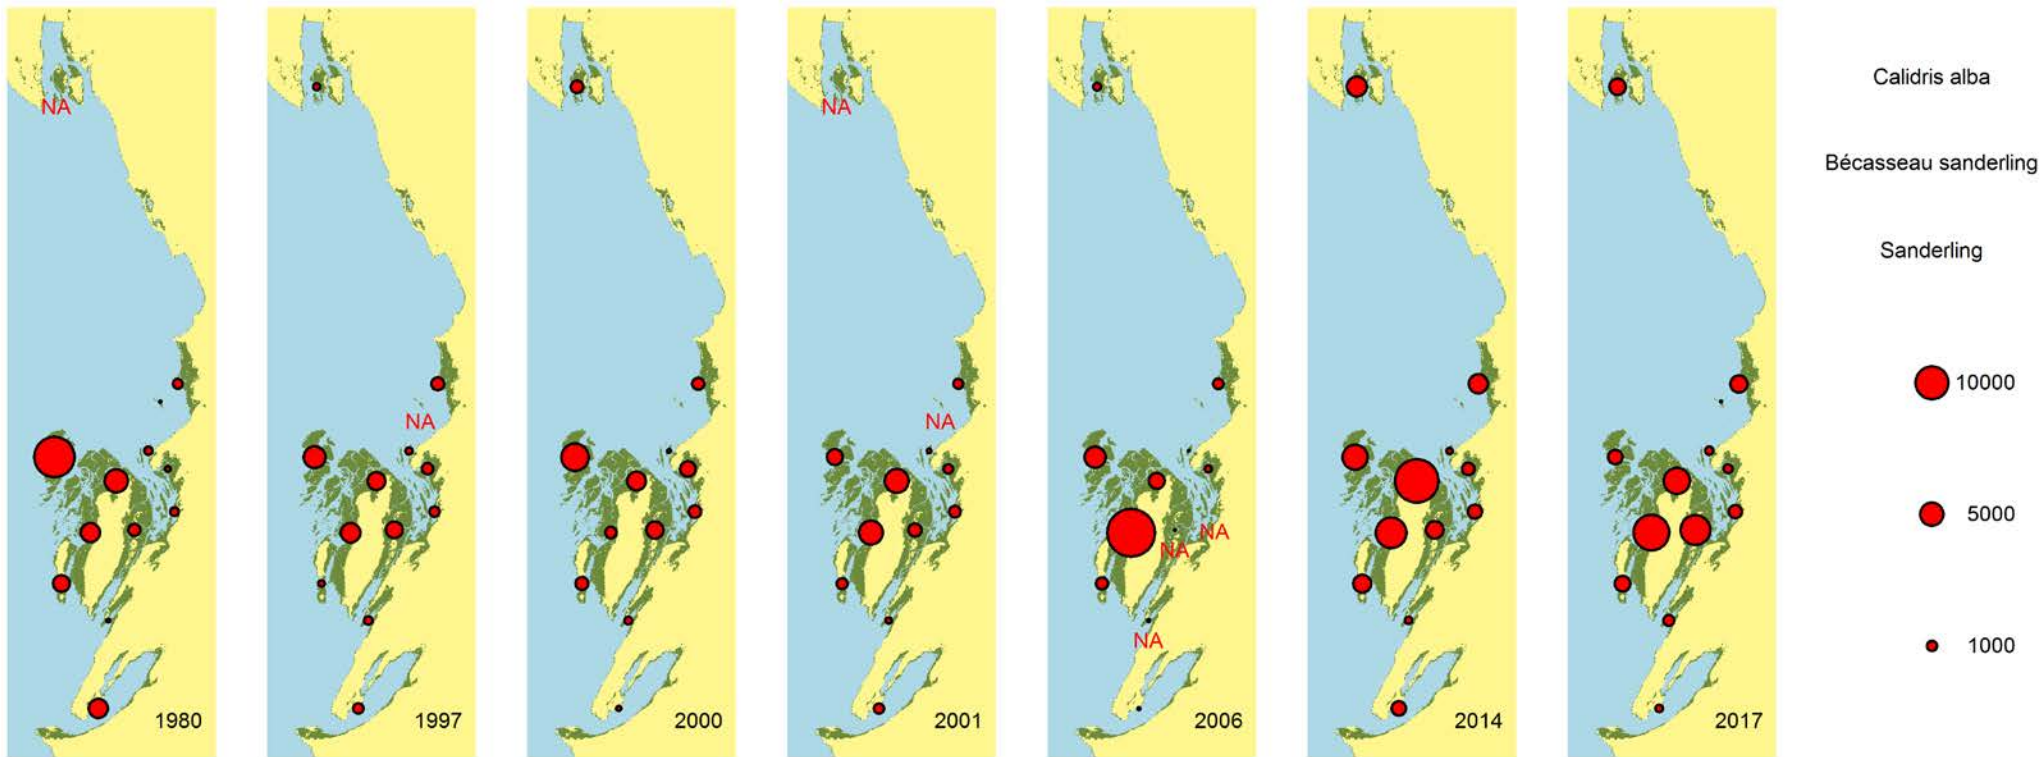 NA
1980
NA
1997
2000
NA
NA
2001
NA
NA
NA
2006
2014
2017
Calidris alba
Bécasseau sanderling
Sanderling
10000
5000
1000